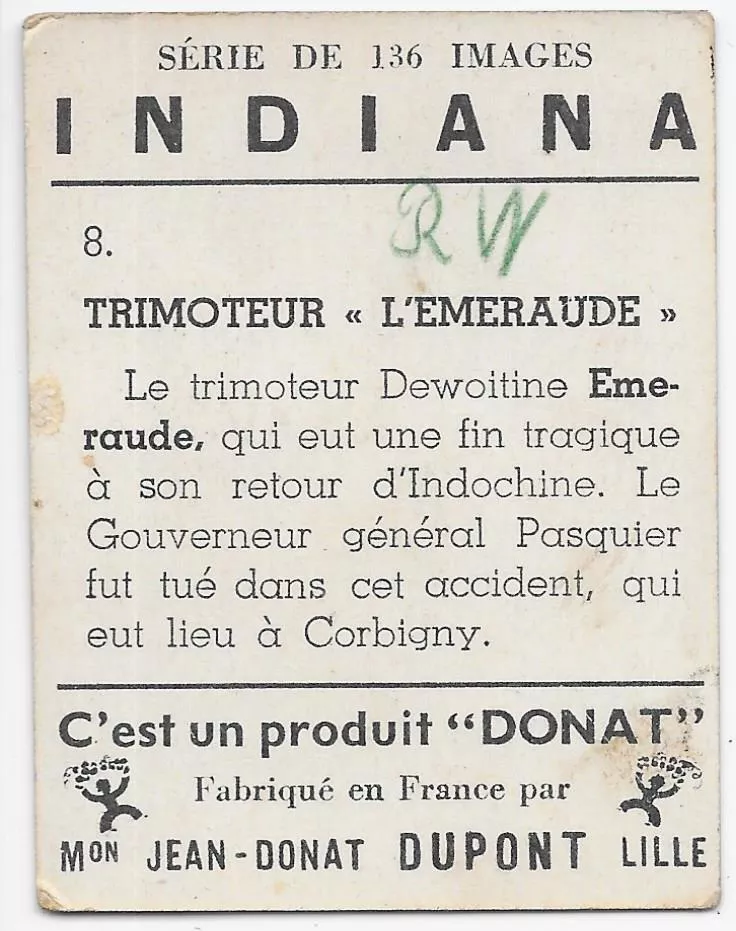 SÉRIE DE 136 IMAGES
INDIANA
RW
8.
TRIMOTEUR « L'EMERAUDE »
Le trimoteur Dewoitine Eme-
raude, qui eut une fin tragique
à son retour d'Indochine. Le
Gouverneur général Pasquier
fut tué dans cet accident, qui
eut lieu à Corbigny.
C'est un produit “DONAT”
Fabriqué en France par
MON JEAN-DONAT DUPONT LILLE